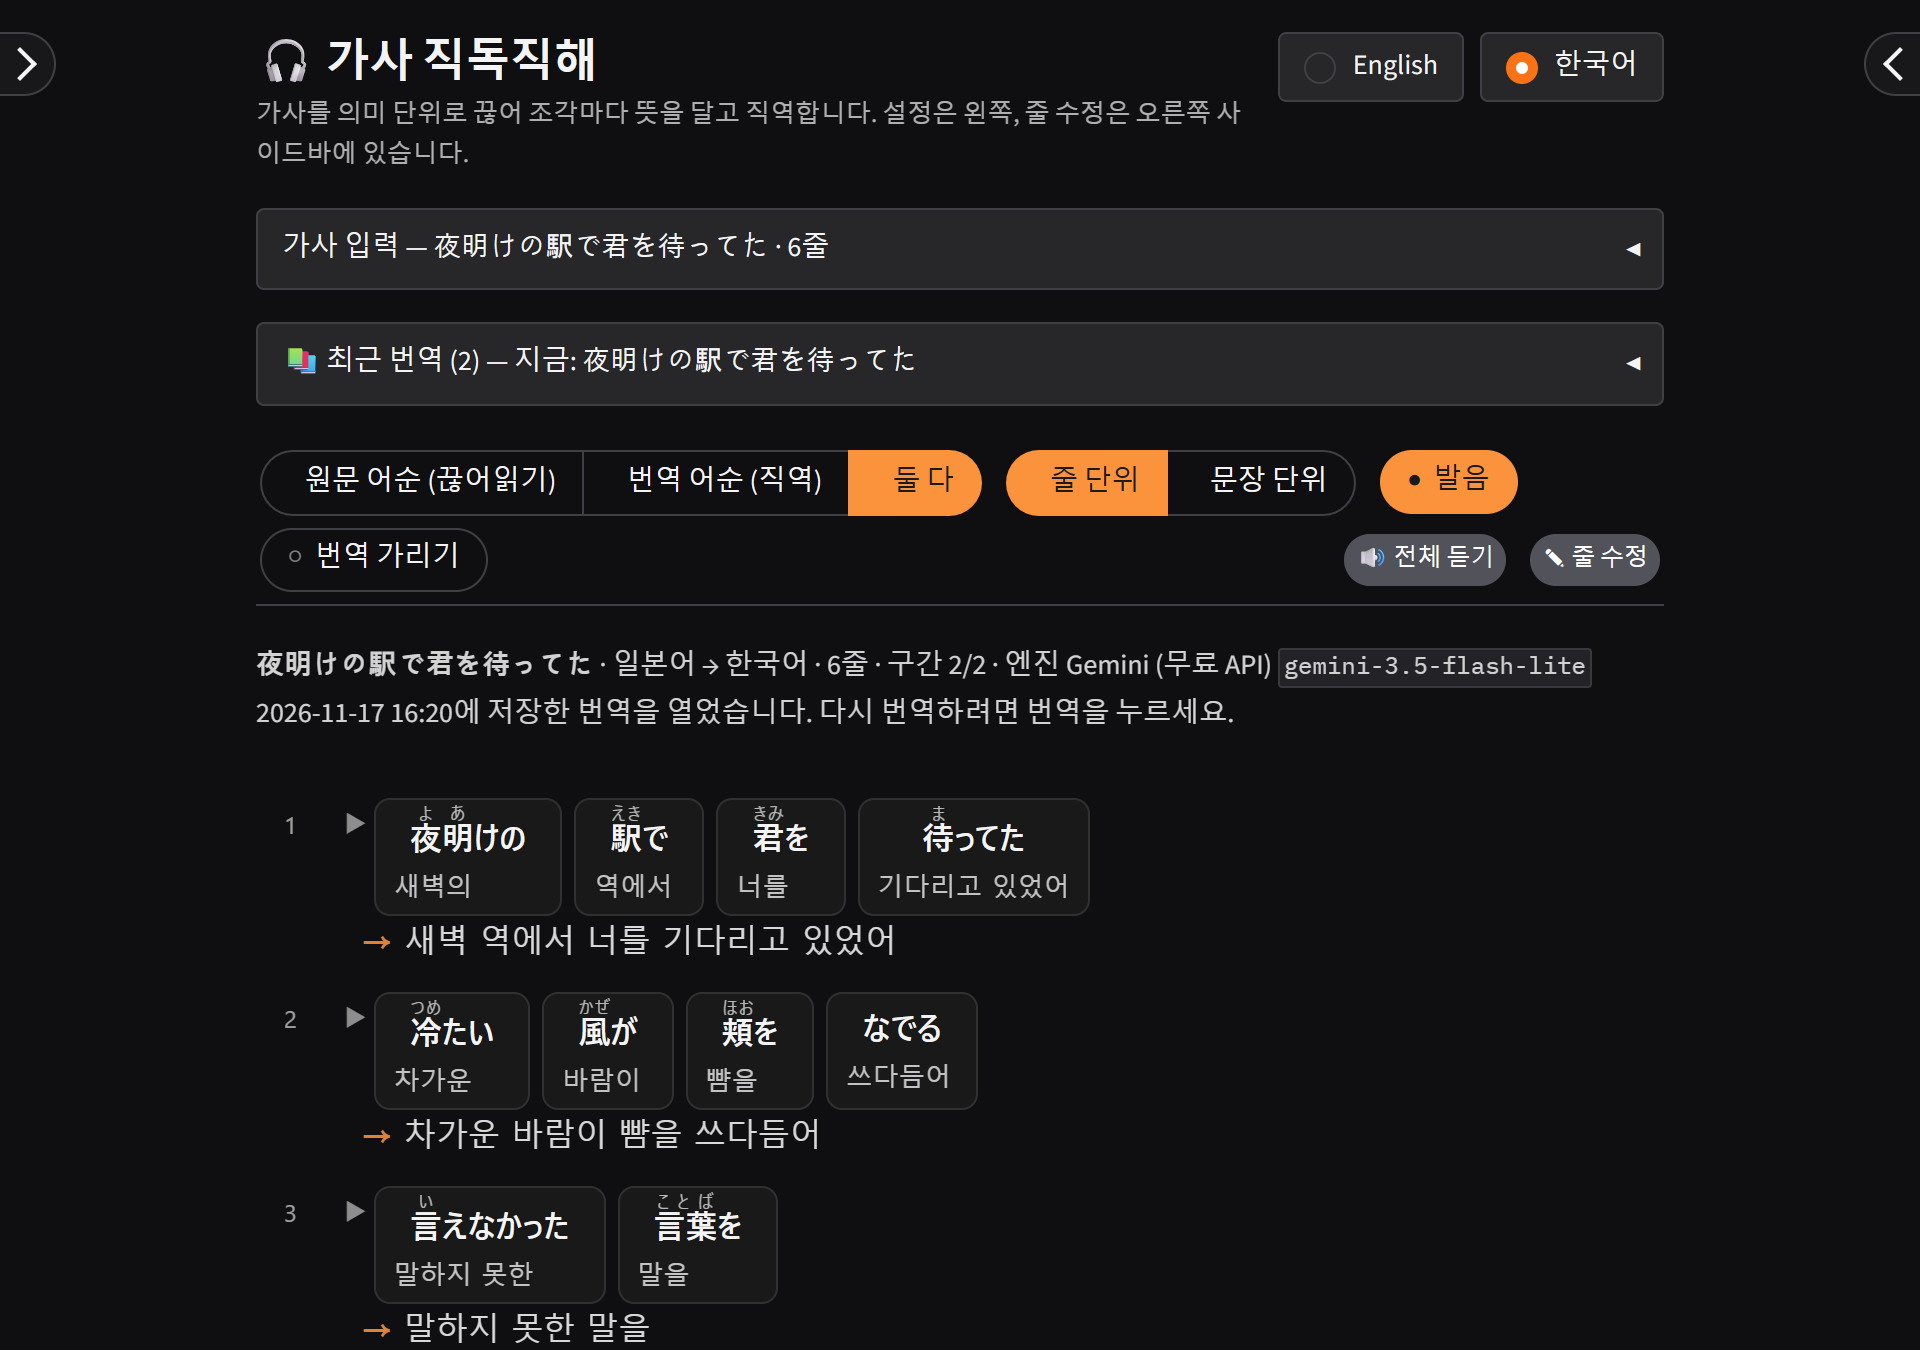 가사 직독직해
가사를 의미 단위로 끊어 조각마다 뜻을 달고 직역합니다. 설정은 왼쪽, 줄 수정은 오른쪽 사
이드바에 있습니다.
English
한국어
가사 입력 — 夜明けの駅で君を待ってた · 6줄
최근 번역 (2) — 지금: 夜明けの駅で君を待ってた
원문 어순 (끊어읽기) 번역 어순 (직역) 둘 다 줄 단위 문장 단위 발음
번역 가리기 전체 듣기 줄 수정
夜明けの駅で君を待ってた · 일본어 → 한국어 · 6줄 · 구간 2/2 · 엔진 Gemini (무료 API) gemini-3.5-flash-lite
2026-11-17 16:20에 저장한 번역을 열었습니다. 다시 번역하려면 번역을 누르세요.
よ あ えき きみ ま
1 夜明けの 駅で 君を 待ってた
새벽의 역에서 너를 기다리고 있었어
→ 새벽 역에서 너를 기다리고 있었어
つめ かぜ ほお
2 冷たい 風が 頬を なでる
차가운 바람이 뺨을 쓰다듬어
→ 차가운 바람이 뺨을 쓰다듬어
い ことば
3 言えなかった 言葉を
말하지 못한 말을
→ 말하지 못한 말을